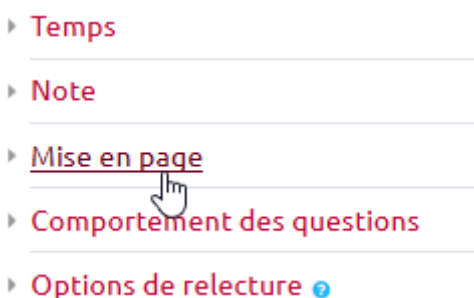 Temps
Note
Mise en page
Comportement des questions
Options de relecture ?